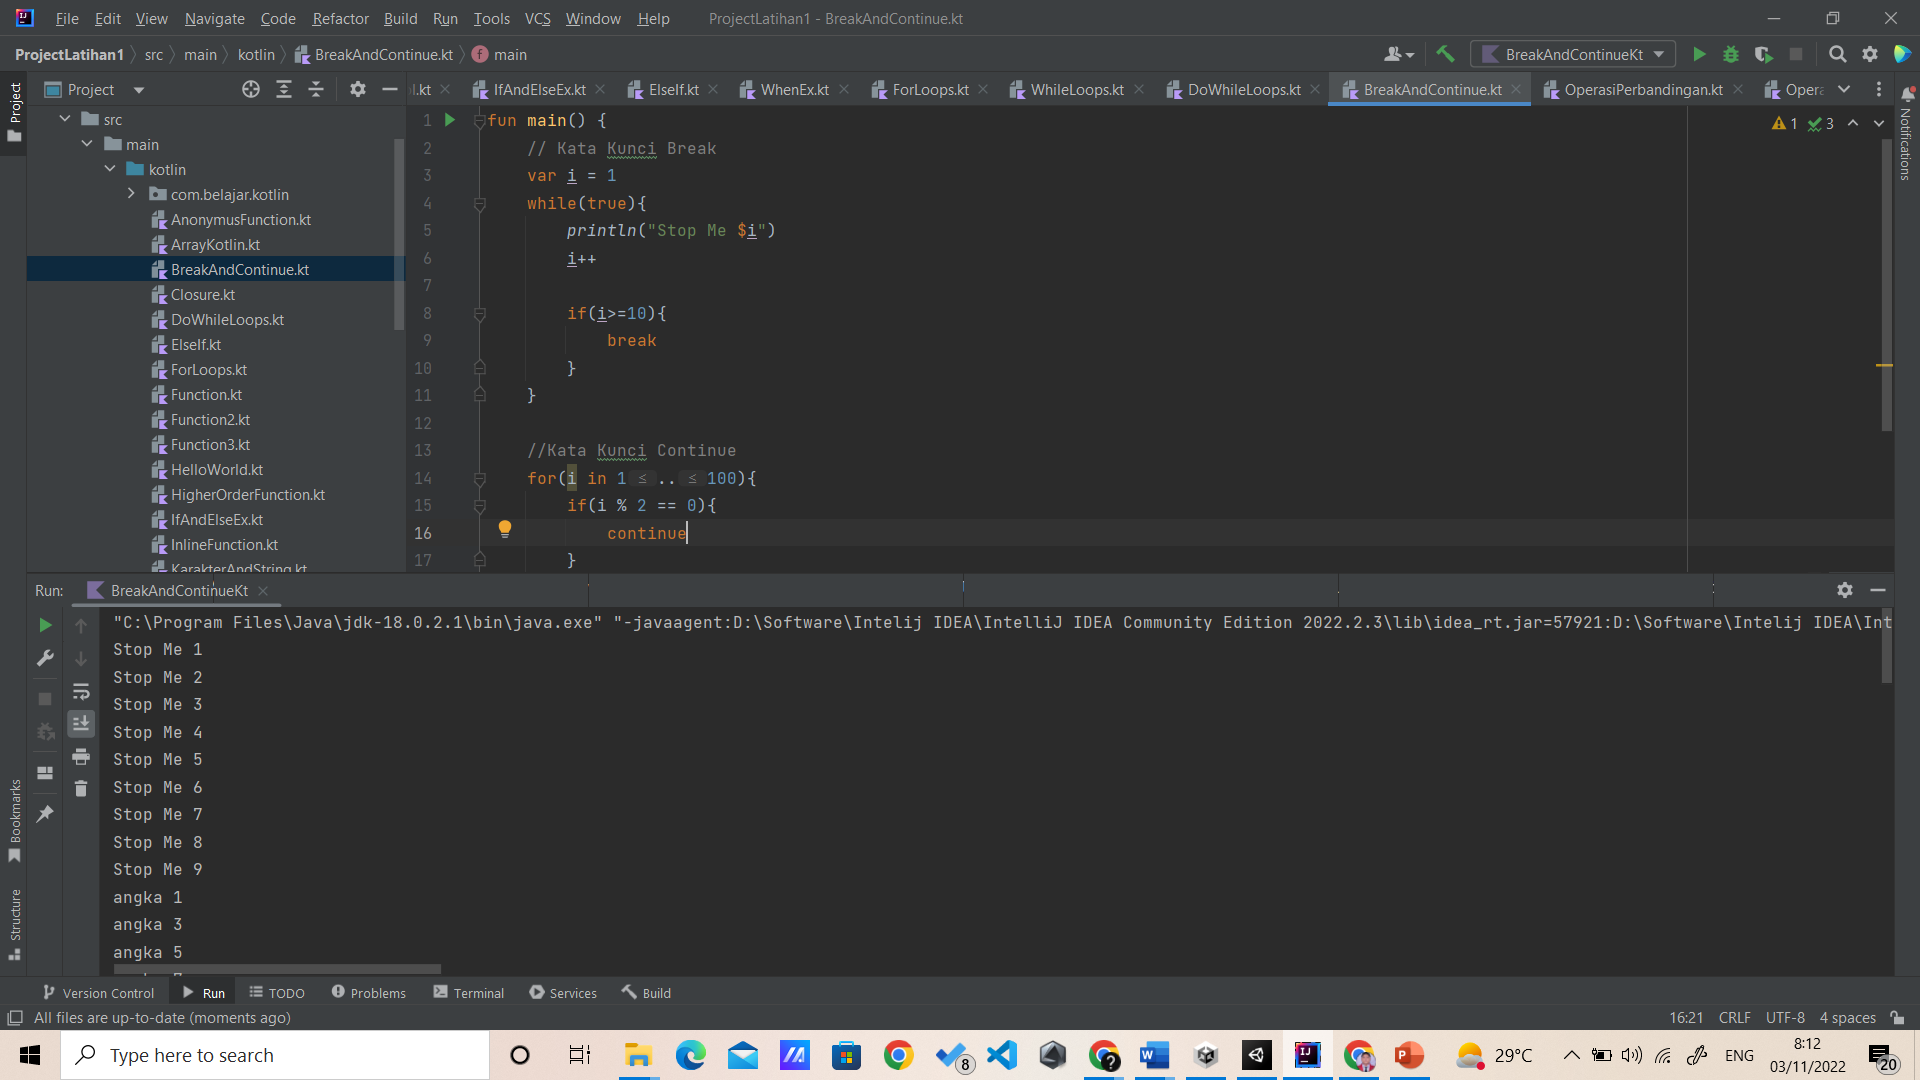 File Edit View Navigate Code Refactor Build Run Tools VCS Window Help ProjectLatihan1 - BreakAndContinue.kt
ProjectLatihan1 src main kotlin BreakAndContinue.kt main BreakAndContinueKt
Project
l.kt IfAndElseEx.kt ElseIf.kt WhenEx.kt ForLoops.kt WhileLoops.kt DoWhileLoops.kt BreakAndContinue.kt OperasiPerbandingan.kt Opera
Project
Notifications
src
main
kotlin
com.belajar.kotlin
AnonymusFunction.kt
ArrayKotlin.kt
BreakAndContinue.kt
Closure.kt
DoWhileLoops.kt
ElseIf.kt
ForLoops.kt
Function.kt
Function2.kt
Function3.kt
HelloWorld.kt
HigherOrderFunction.kt
IfAndElseEx.kt
InlineFunction.kt
KarakterAndString.kt
1 3
1 fun main() {
2 // Kata Kunci Break
3 var i = 1
4 while(true){
5 println("Stop Me $i")
6 i++
7
8 if(i>=10){
9 break
10 }
11 }
12
13 //Kata Kunci Continue
14 for(i in 1 ≤ .. ≤ 100){
15 if(i % 2 == 0){
16 continue
17 }
Run: BreakAndContinueKt
"C:\Program Files\Java\jdk-18.0.2.1\bin\java.exe" "-javaagent:D:\Software\Intelij IDEA\IntelliJ IDEA Community Edition 2022.2.3\lib\idea_rt.jar=57921:D:\Software\Intelij IDEA\Int
Stop Me 1
Stop Me 2
Stop Me 3
Stop Me 4
Stop Me 5
Stop Me 6
Stop Me 7
Stop Me 8
Stop Me 9
angka 1
angka 3
angka 5
Bookmarks
Structure
Version Control Run TODO Problems Terminal Services Build
All files are up-to-date (moments ago) 16:21 CRLF UTF-8 4 spaces
Type here to search 8 29°C ENG 8:12
03/11/2022 20